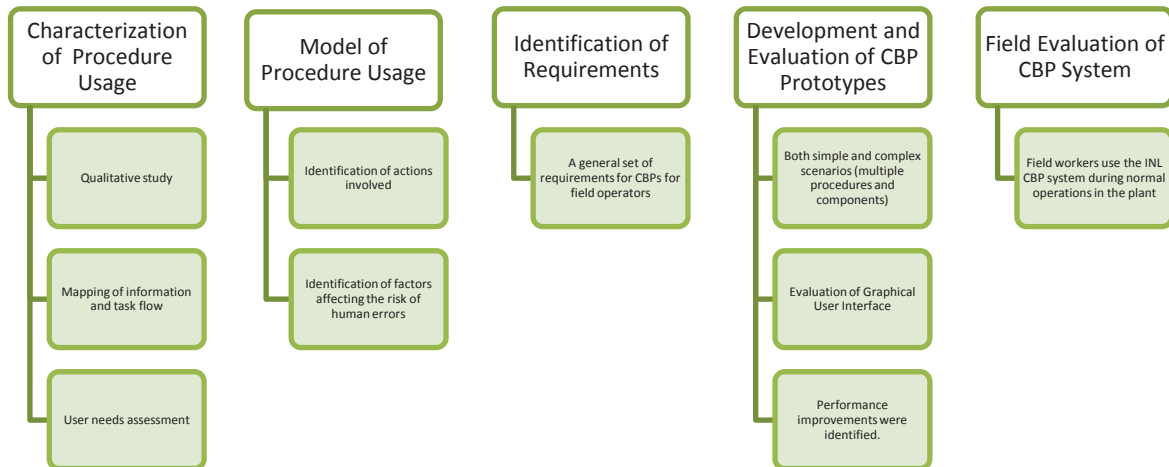 Characterization
of Procedure
Usage
Qualitative study
Mapping of information
and task flow
User needs assessment
Model of
Procedure Usage
Identification of actions
involved
Identification of factors
affecting the risk of
human errors
Identification of
Requirements
A general set of
requirements for CBPs for
field operators
Development and
Evaluation of CBP
Prototypes
Both simple and complex
scenarios (multiple
procedures and
components)
Evaluation of Graphical
User Interface
Performance
improvements were
identified.
Field Evaluation of
CBP System
Field workers use the INL
CBP system during normal
operations in the plant